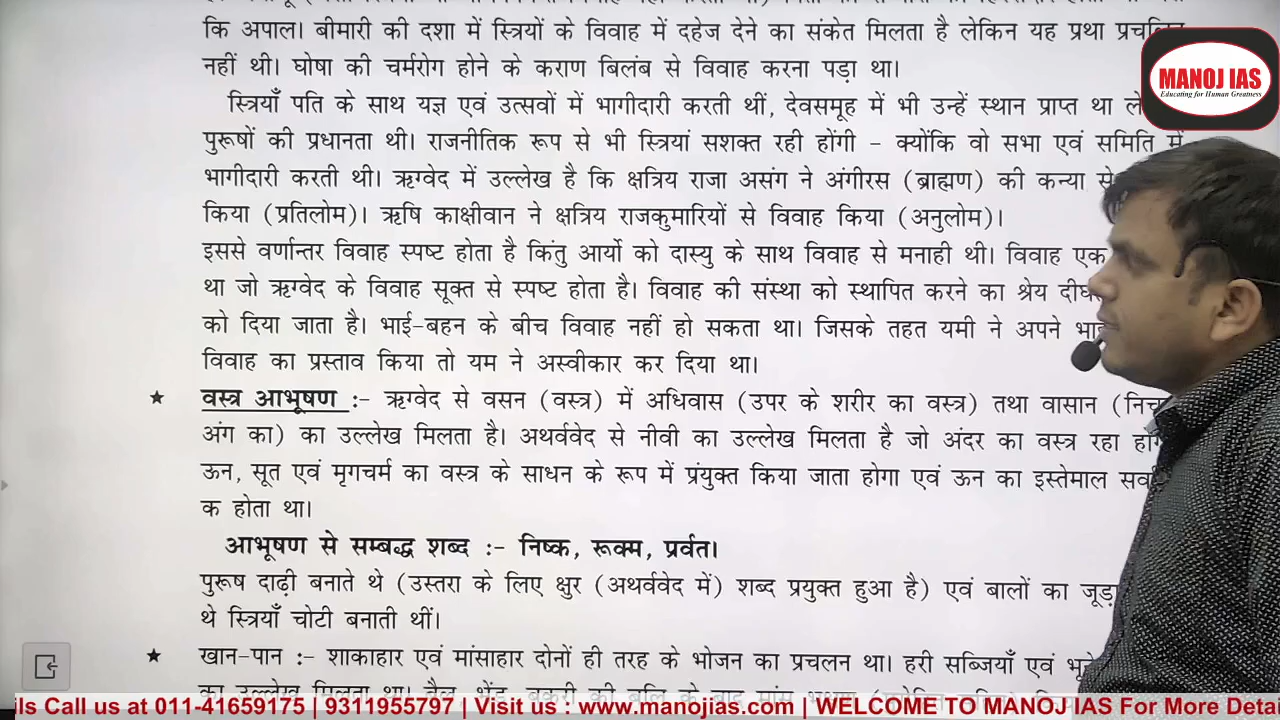 कि अपाल। बीमारी की दशा में स्त्रियों के विवाह में दहेज देने का संकेत मिलता है लेकिन यह प्रथा
नहीं थी। घोषा की चर्मरोग होने के कराण बिलंब से विवाह करना पड़ा था।
स्त्रियाँ पति के साथ यज्ञ एवं उत्सवों में भागीदारी करती थीं, देवसमूह में भी उन्हें स्थान प्राप्त था
पुरूषों की प्रधानता थी। राजनीतिक रूप से भी स्त्रियां सशक्त रही होंगी - क्योंकि वो सभा एवं समिति में
भागीदारी करती थी। ऋग्वेद में उल्लेख है कि क्षत्रिय राजा असंग ने अंगीरस (ब्राह्मण) की कन्या से
किया (प्रतिलोम)। ऋषि काक्षीवान ने क्षत्रिय राजकुमारियों से विवाह किया (अनुलोम)।
इससे वर्णान्तर विवाह स्पष्ट होता है किंतु आर्यो को दास्यु के साथ विवाह से मनाही थी। विवाह एक
था जो ऋग्वेद के विवाह सूक्त से स्पष्ट होता है। विवाह की संस्था को स्थापित करने का श्रेय
को दिया जाता है। भाई-बहन के बीच विवाह नहीं हो सकता था। जिसके तहत यमी ने अपने
विवाह का प्रस्ताव किया तो यम ने अस्वीकार कर दिया था।
★ वस्त्र आभूषण :- ऋग्वेद से वसन (वस्त्र) में अधिवास (उपर के शरीर का वस्त्र) तथा वासान
अंग का) का उल्लेख मिलता है। अथर्ववेद से नीवी का उल्लेख मिलता है जो अंदर का वस्त्र रहा
ऊन, सूत एवं मृगचर्म का वस्त्र के साधन के रूप में प्रंयुक्त किया जाता होगा एवं ऊन का इस्तेमाल
क होता था।
आभूषण से सम्बद्ध शब्द :- निष्क, रूक्म, प्रर्वत।
पुरूष दाढ़ी बनाते थे (उस्तरा के लिए क्षुर (अथर्ववेद में) शब्द प्रयुक्त हुआ है) एवं बालों का
थे स्त्रियाँ चोटी बनाती थीं।
★ खान-पान :- शाकाहार एवं मांसाहार दोनों ही तरह के भोजन का प्रचलन था। हरी सब्जियाँ एवं
का उल्लेख मिलता था।
MANOJ IAS
Educating for Human Greatness
ils Call us at 011-41659175 | 9311955797 | Visit us : www.manojias.com | WELCOME TO MANOJ IAS For More Detai